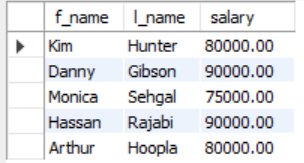 f_name l_name salary
Kim Hunter 80000.00
Danny Gibson 90000.00
Monica Sehgal 75000.00
Hassan Rajabi 90000.00
Arthur Hoopla 80000.00